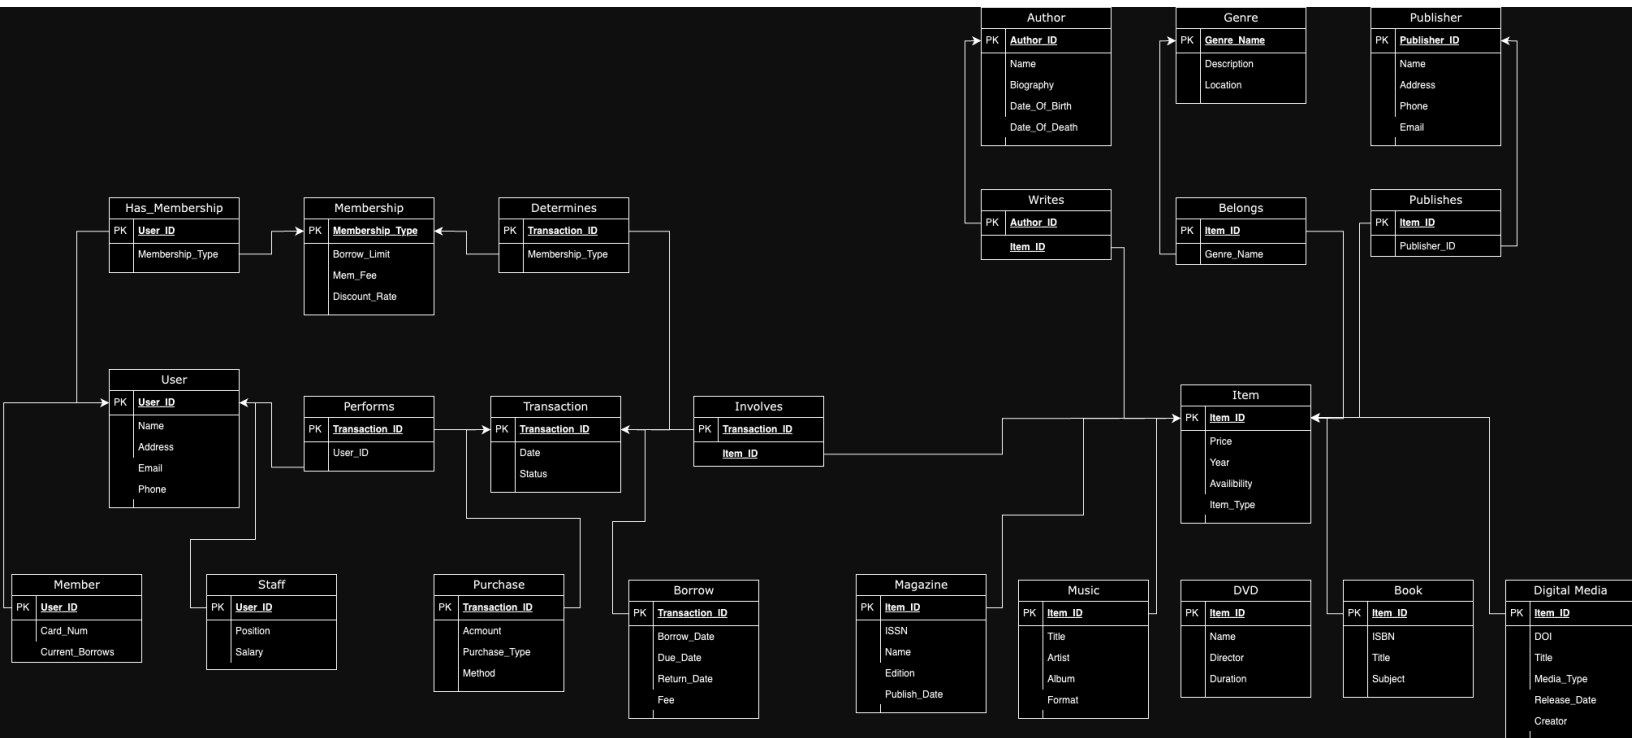 Author
PK Author_ID
Name
Biography
Date_Of_Birth
Date_Of_Death
Genre
PK Genre_Name
Description
Location
Publisher
PK Publisher_ID
Name
Address
Phone
Email
Has_Membership
PK User_ID
Membership_Type
Membership
PK Membership_Type
Borrow_Limit
Mem_Fee
Discount_Rate
Determines
PK Transaction_ID
Membership_Type
Writes
PK Author_ID
Item_ID
Belongs
PK Item_ID
Genre_Name
Publishes
PK Item_ID
Publisher_ID
User
PK User_ID
Name
Address
Email
Phone
Performs
PK Transaction_ID
User_ID
Transaction
PK Transaction_ID
Date
Status
Involves
PK Transaction_ID
Item_ID
Item
PK Item_ID
Price
Year
Availibility
Item_Type
Member
PK User_ID
Card_Num
Current_Borrows
Staff
PK User_ID
Position
Salary
Purchase
PK Transaction_ID
Acmount
Purchase_Type
Method
Borrow
PK Transaction_ID
Borrow_Date
Due_Date
Return_Date
Fee
Magazine
PK Item_ID
ISSN
Name
Edition
Publish_Date
Music
PK Item_ID
Title
Artist
Album
Format
DVD
PK Item_ID
Name
Director
Duration
Book
PK Item_ID
ISBN
Title
Subject
Digital Media
PK Item_ID
DOI
Title
Media_Type
Release_Date
Creator